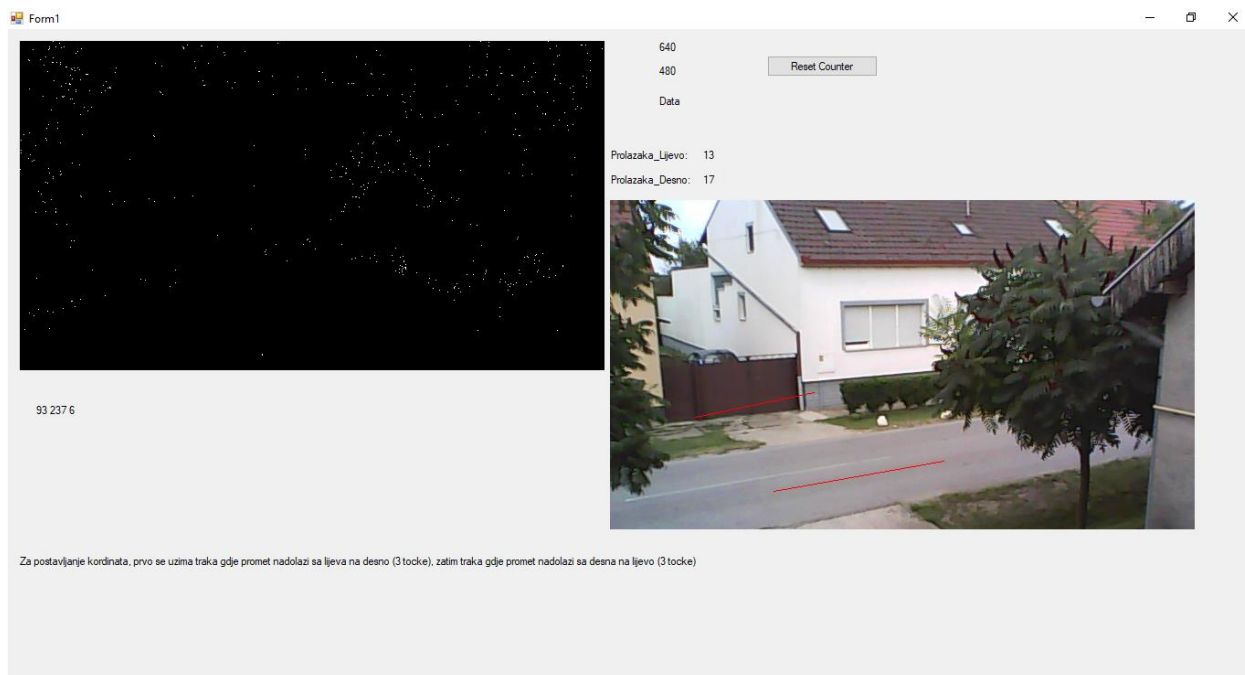 Form1
640
480
Reset Counter
Data
Prolazaka_Lijevo: 13
Prolazaka_Desno: 17
93 237 6
Za postavljanje kordinata, prvo se uzima traka gdje promet nadolazi sa lijeva na desno (3 tocke), zatim traka gdje promet nadolazi sa desna na lijevo (3 tocke)